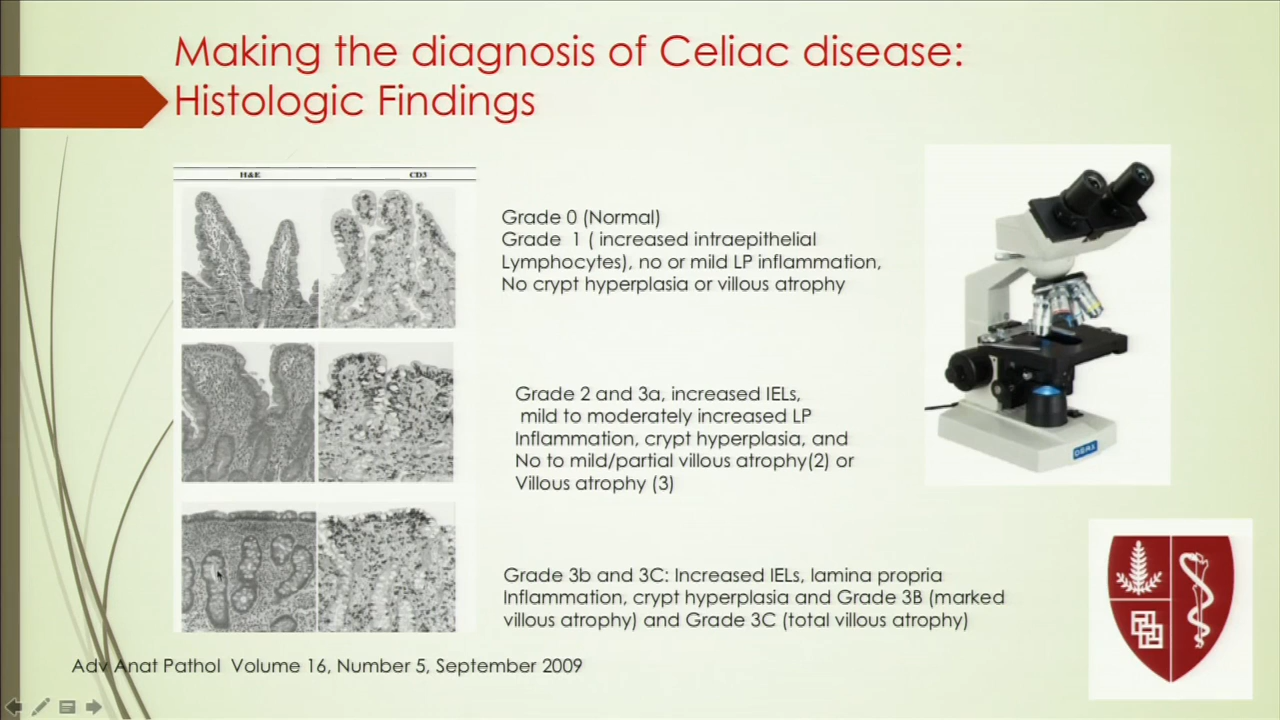 Making the diagnosis of Celiac disease:
Histologic Findings
H&E
CD3
Grade 0 (Normal)
Grade 1 ( increased intraepithelial
Lymphocytes), no or mild LP inflammation,
No crypt hyperplasia or villous atrophy
Grade 2 and 3a, increased IELs,
mild to moderately increased LP
Inflammation, crypt hyperplasia, and
No to mild/partial villous atrophy(2) or
Villous atrophy (3)
Grade 3b and 3C: Increased IELs, lamina propria
Inflammation, crypt hyperplasia and Grade 3B (marked
villous atrophy) and Grade 3C (total villous atrophy)
Adv Anat Pathol Volume 16, Number 5, September 2009